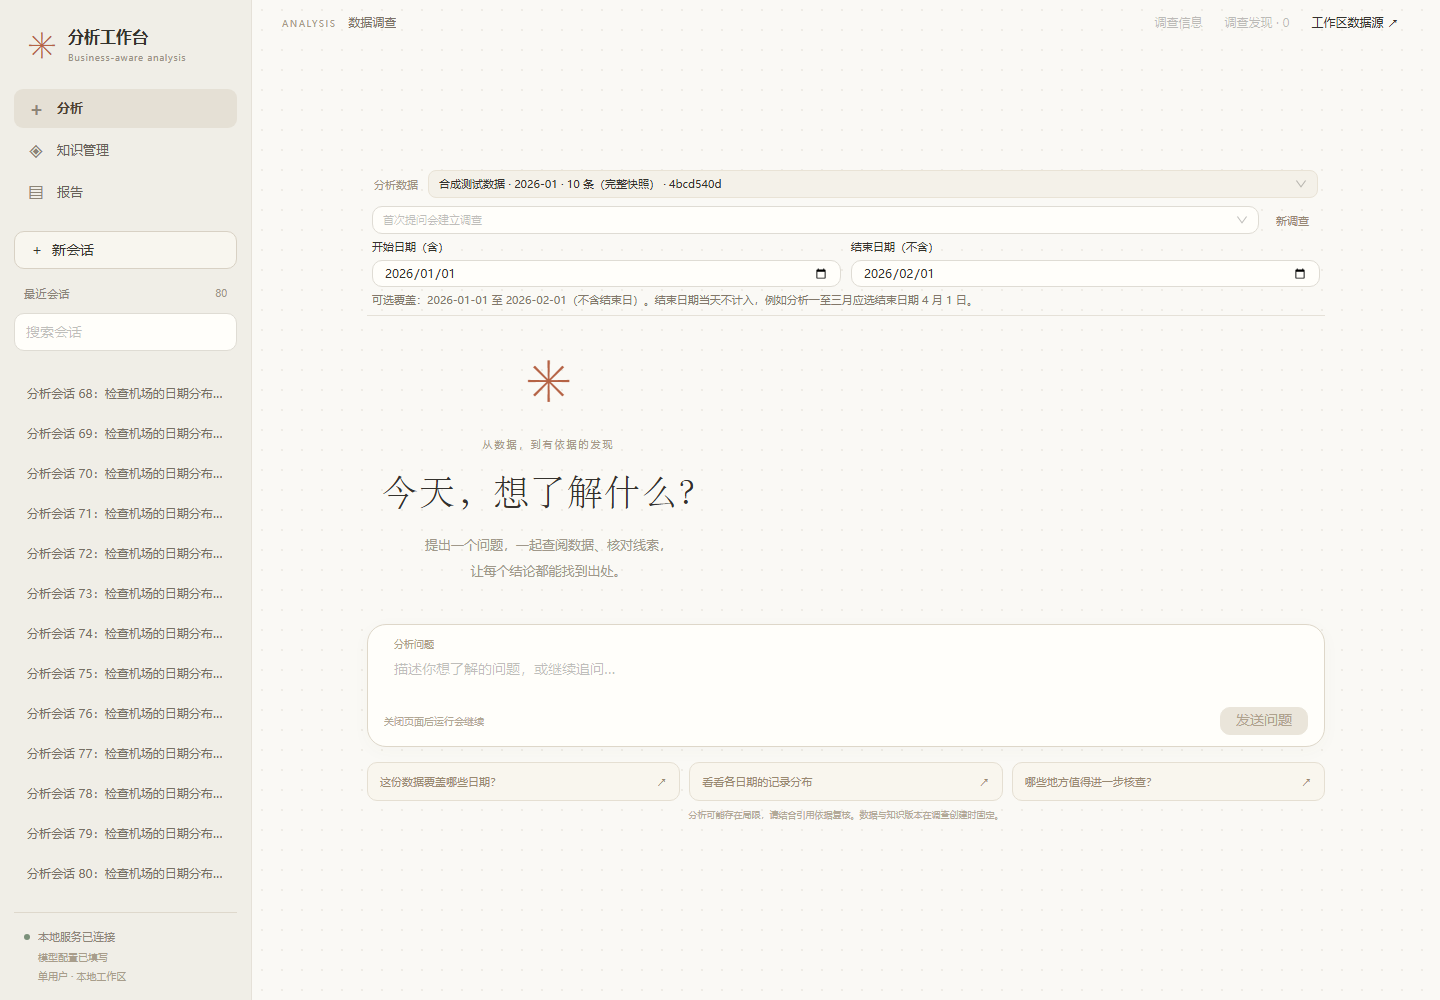 分析工作台
Business-aware analysis
+ 分析
知识管理
报告
+ 新会话
最近会话 80
搜索会话
分析会话 68：检查机场的日期分布...
分析会话 69：检查机场的日期分布...
分析会话 70：检查机场的日期分布...
分析会话 71：检查机场的日期分布...
分析会话 72：检查机场的日期分布...
分析会话 73：检查机场的日期分布...
分析会话 74：检查机场的日期分布...
分析会话 75：检查机场的日期分布...
分析会话 76：检查机场的日期分布...
分析会话 77：检查机场的日期分布...
分析会话 78：检查机场的日期分布...
分析会话 79：检查机场的日期分布...
分析会话 80：检查机场的日期分布...
本地服务已连接
模型配置已填写
单用户 · 本地工作区
ANALYSIS 数据调查
调查信息 调查发现 · 0 工作区数据源 ↗
分析数据 合成测试数据 · 2026-01 · 10 条（完整快照） · 4bcd540d
首次提问会建立调查 新调查
开始日期（含） 结束日期（不含）
2026/01/01 2026/02/01
可选覆盖：2026-01-01 至 2026-02-01（不含结束日）。结束日期当天不计入，例如分析一至三月应选结束日期 4 月 1 日。
从数据，到有依据的发现
今天，想了解什么？
提出一个问题，一起查阅数据、核对线索，
让每个结论都能找到出处。
分析问题
描述你想了解的问题，或继续追问...
关闭页面后运行会继续 发送问题
这份数据覆盖哪些日期？ ↗ 看看各日期的记录分布 ↗ 哪些地方值得进一步核查？ ↗
分析可能存在局限，请结合引用依据复核。数据与知识版本在调查创建时固定。